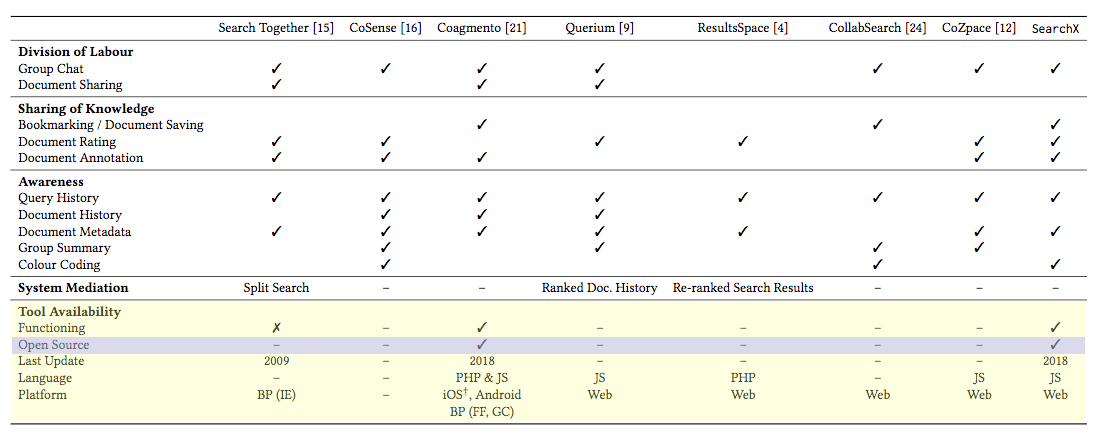 Search Together [15] CoSense [16] Coagmento [21] Querium [9] ResultsSpace [4] CollabSearch [24] CoZpace [12] SearchX
Division of Labour
Group Chat ✓ ✓ ✓ ✓ ✓ ✓ ✓
Document Sharing ✓ ✓ ✓
Sharing of Knowledge
Bookmarking / Document Saving ✓ ✓ ✓
Document Rating ✓ ✓ ✓ ✓ ✓ ✓
Document Annotation ✓ ✓ ✓ ✓ ✓
Awareness
Query History ✓ ✓ ✓ ✓ ✓ ✓ ✓ ✓
Document History ✓ ✓ ✓
Document Metadata ✓ ✓ ✓ ✓ ✓ ✓ ✓
Group Summary ✓ ✓ ✓ ✓
Colour Coding ✓ ✓ ✓
System Mediation Split Search – – Ranked Doc. History Re-ranked Search Results – – –
Tool Availability
Functioning ✗ – ✓ – – – – ✓
Open Source – – ✓ – – – – ✓
Last Update 2009 – 2018 – – – – 2018
Language – – PHP & JS JS PHP – JS JS
Platform BP (IE) – iOS†, Android Web Web Web Web Web
BP (FF, GC)